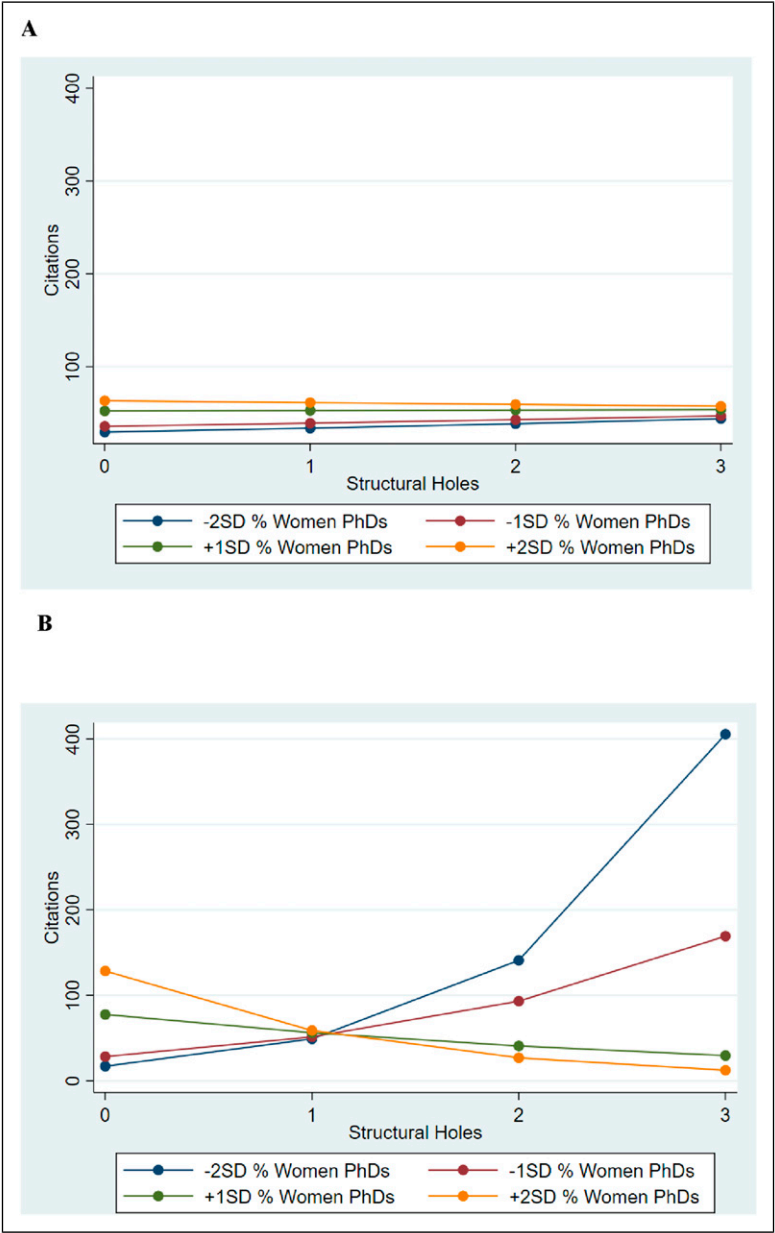 A
400
300
200
100
Citations
0 1 2 3
Structural Holes
-2SD % Women PhDs -1SD % Women PhDs
+1SD % Women PhDs +2SD % Women PhDs
B
400
300
200
100
0
Citations
0 1 2 3
Structural Holes
-2SD % Women PhDs -1SD % Women PhDs
+1SD % Women PhDs +2SD % Women PhDs